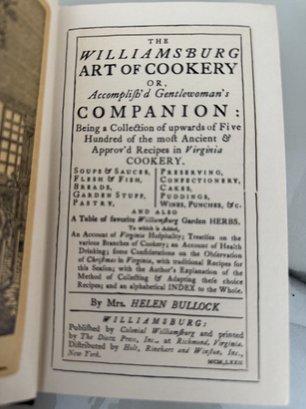 THE
WILLIAMSBURG
ART OF COOKERY
OR,
Accomplish'd Gentlewoman's
COMPANION:
Being a Collection of upwards of Five
Hundred of the most Ancient &
Approv'd Recipes in Virginia
COOKERY.
SOUPS & SAUCES, PRESERVING,
FLESH & FISH, CONFECTIONERY,
BREADS, CAKES,
GARDEN STUFF, PUDDINGS,
PASTRY, WINES, PUNCHES, &c.
AND ALSO
A Table of favorite Williamsburg Garden HERBS.
To which is Added,
An Account of Virginia Hospitality; Treatises on the
various Branches of Cookery; an Account of Health
Drinking; some Considerations on the Observation
of Christmas in Virginia, with traditional Recipes for
this Season; with the Author's Explanation of the
Method of Collecting & Adapting these choice
Recipes; and an alphabetical INDEX to the Whole.
By Mrs. HELEN BULLOCK
WILLIAMSBURG:
Published by Colonial Williamsburg and printed
by The Dietz Press, Inc., at Richmond, Virginia.
Distributed by Holt, Rinehart and Winston, Inc.,
New York. MCM,LXXII